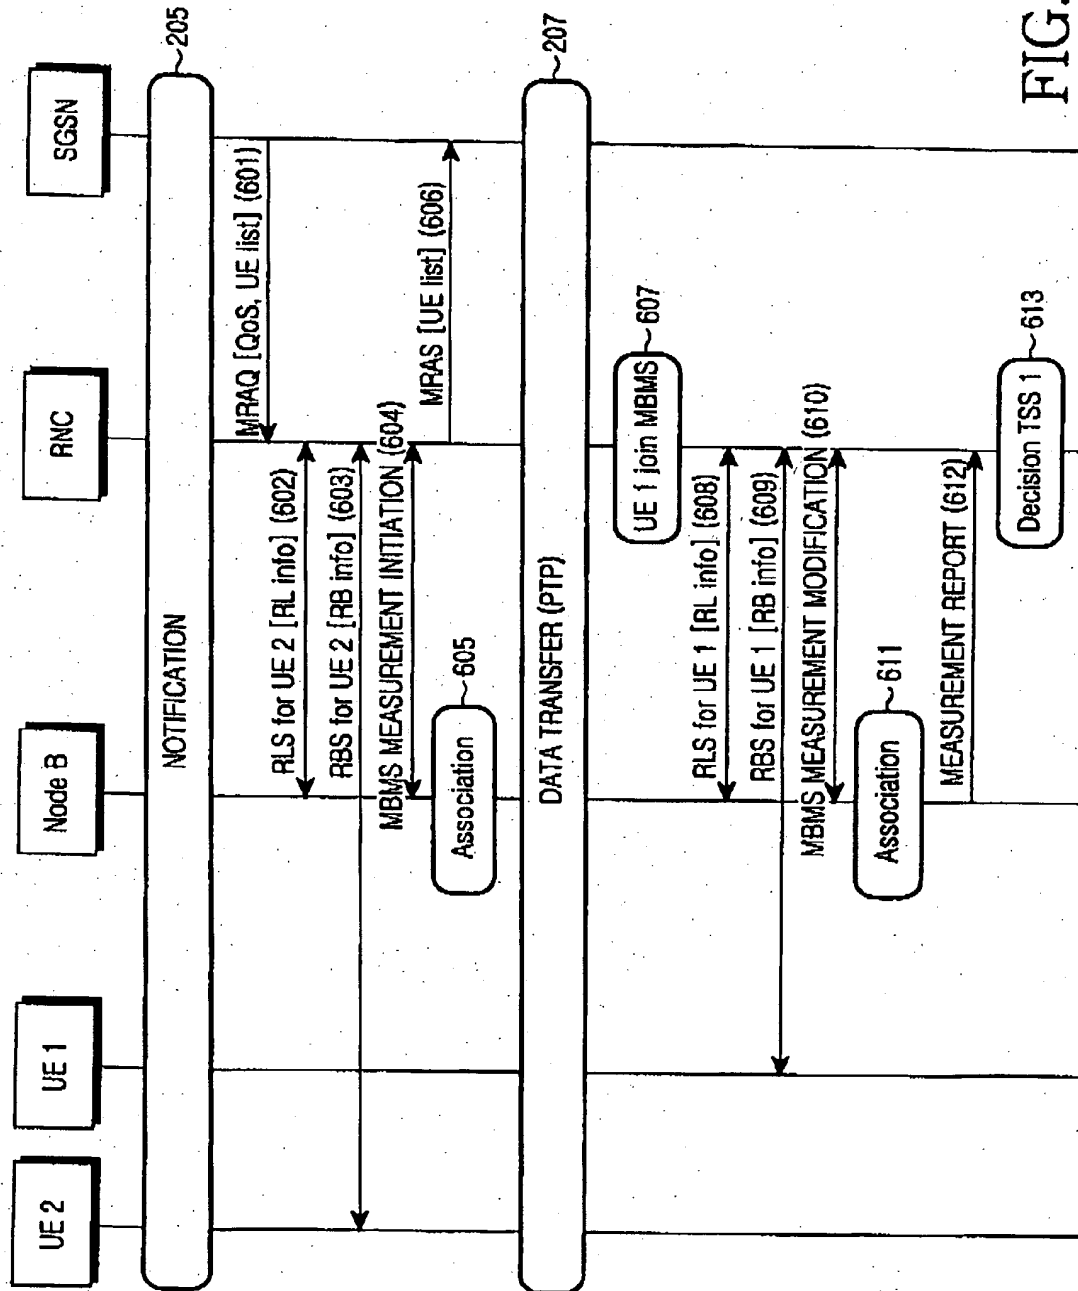 UE 2
UE 1
Node B
RNC
SGSN
NOTIFICATION
205
MRAQ [QoS, UE list] (601)
RLS for UE 2 [RL info] (602)
RBS for UE 2 [RB info] (603)
MBMS MEASUREMENT INITIATION (604)
Association
605
MRAS [UE list] (606)
DATA TRANSFER (PTP)
207
UE 1 join MBMS
607
RLS for UE 1 [RL info] (608)
RBS for UE 1 [RB info] (609)
MBMS MEASUREMENT MODIFICATION (610)
Association
611
MEASUREMENT REPORT (612)
Decision TSS 1
613
FIG.